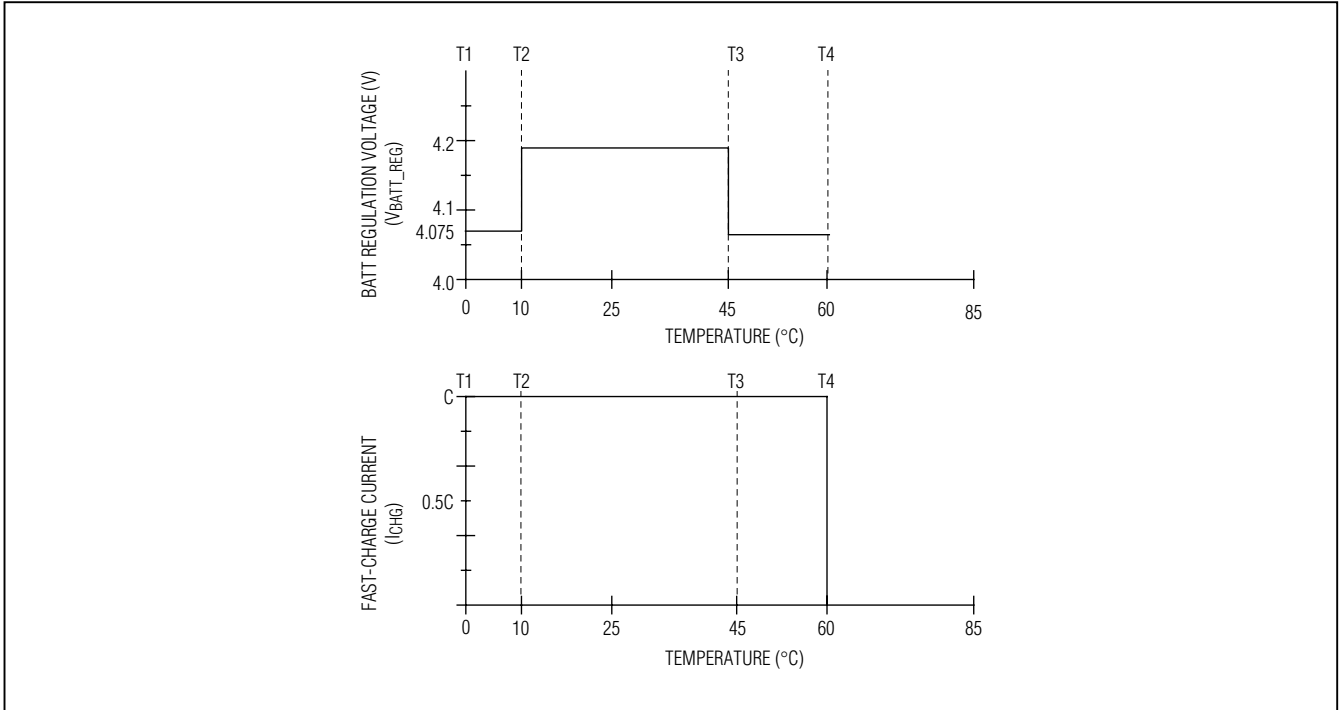 T1 T2 T3 T4
BATT REGULATION VOLTAGE (V)
(VBATT_REG)
4.2
4.1
4.075
4.0
0 10 25 45 60 85
TEMPERATURE (°C)
T1 T2 T3 T4
FAST-CHARGE CURRENT
(ICHG)
C
0.5C
0 10 25 45 60 85
TEMPERATURE (°C)